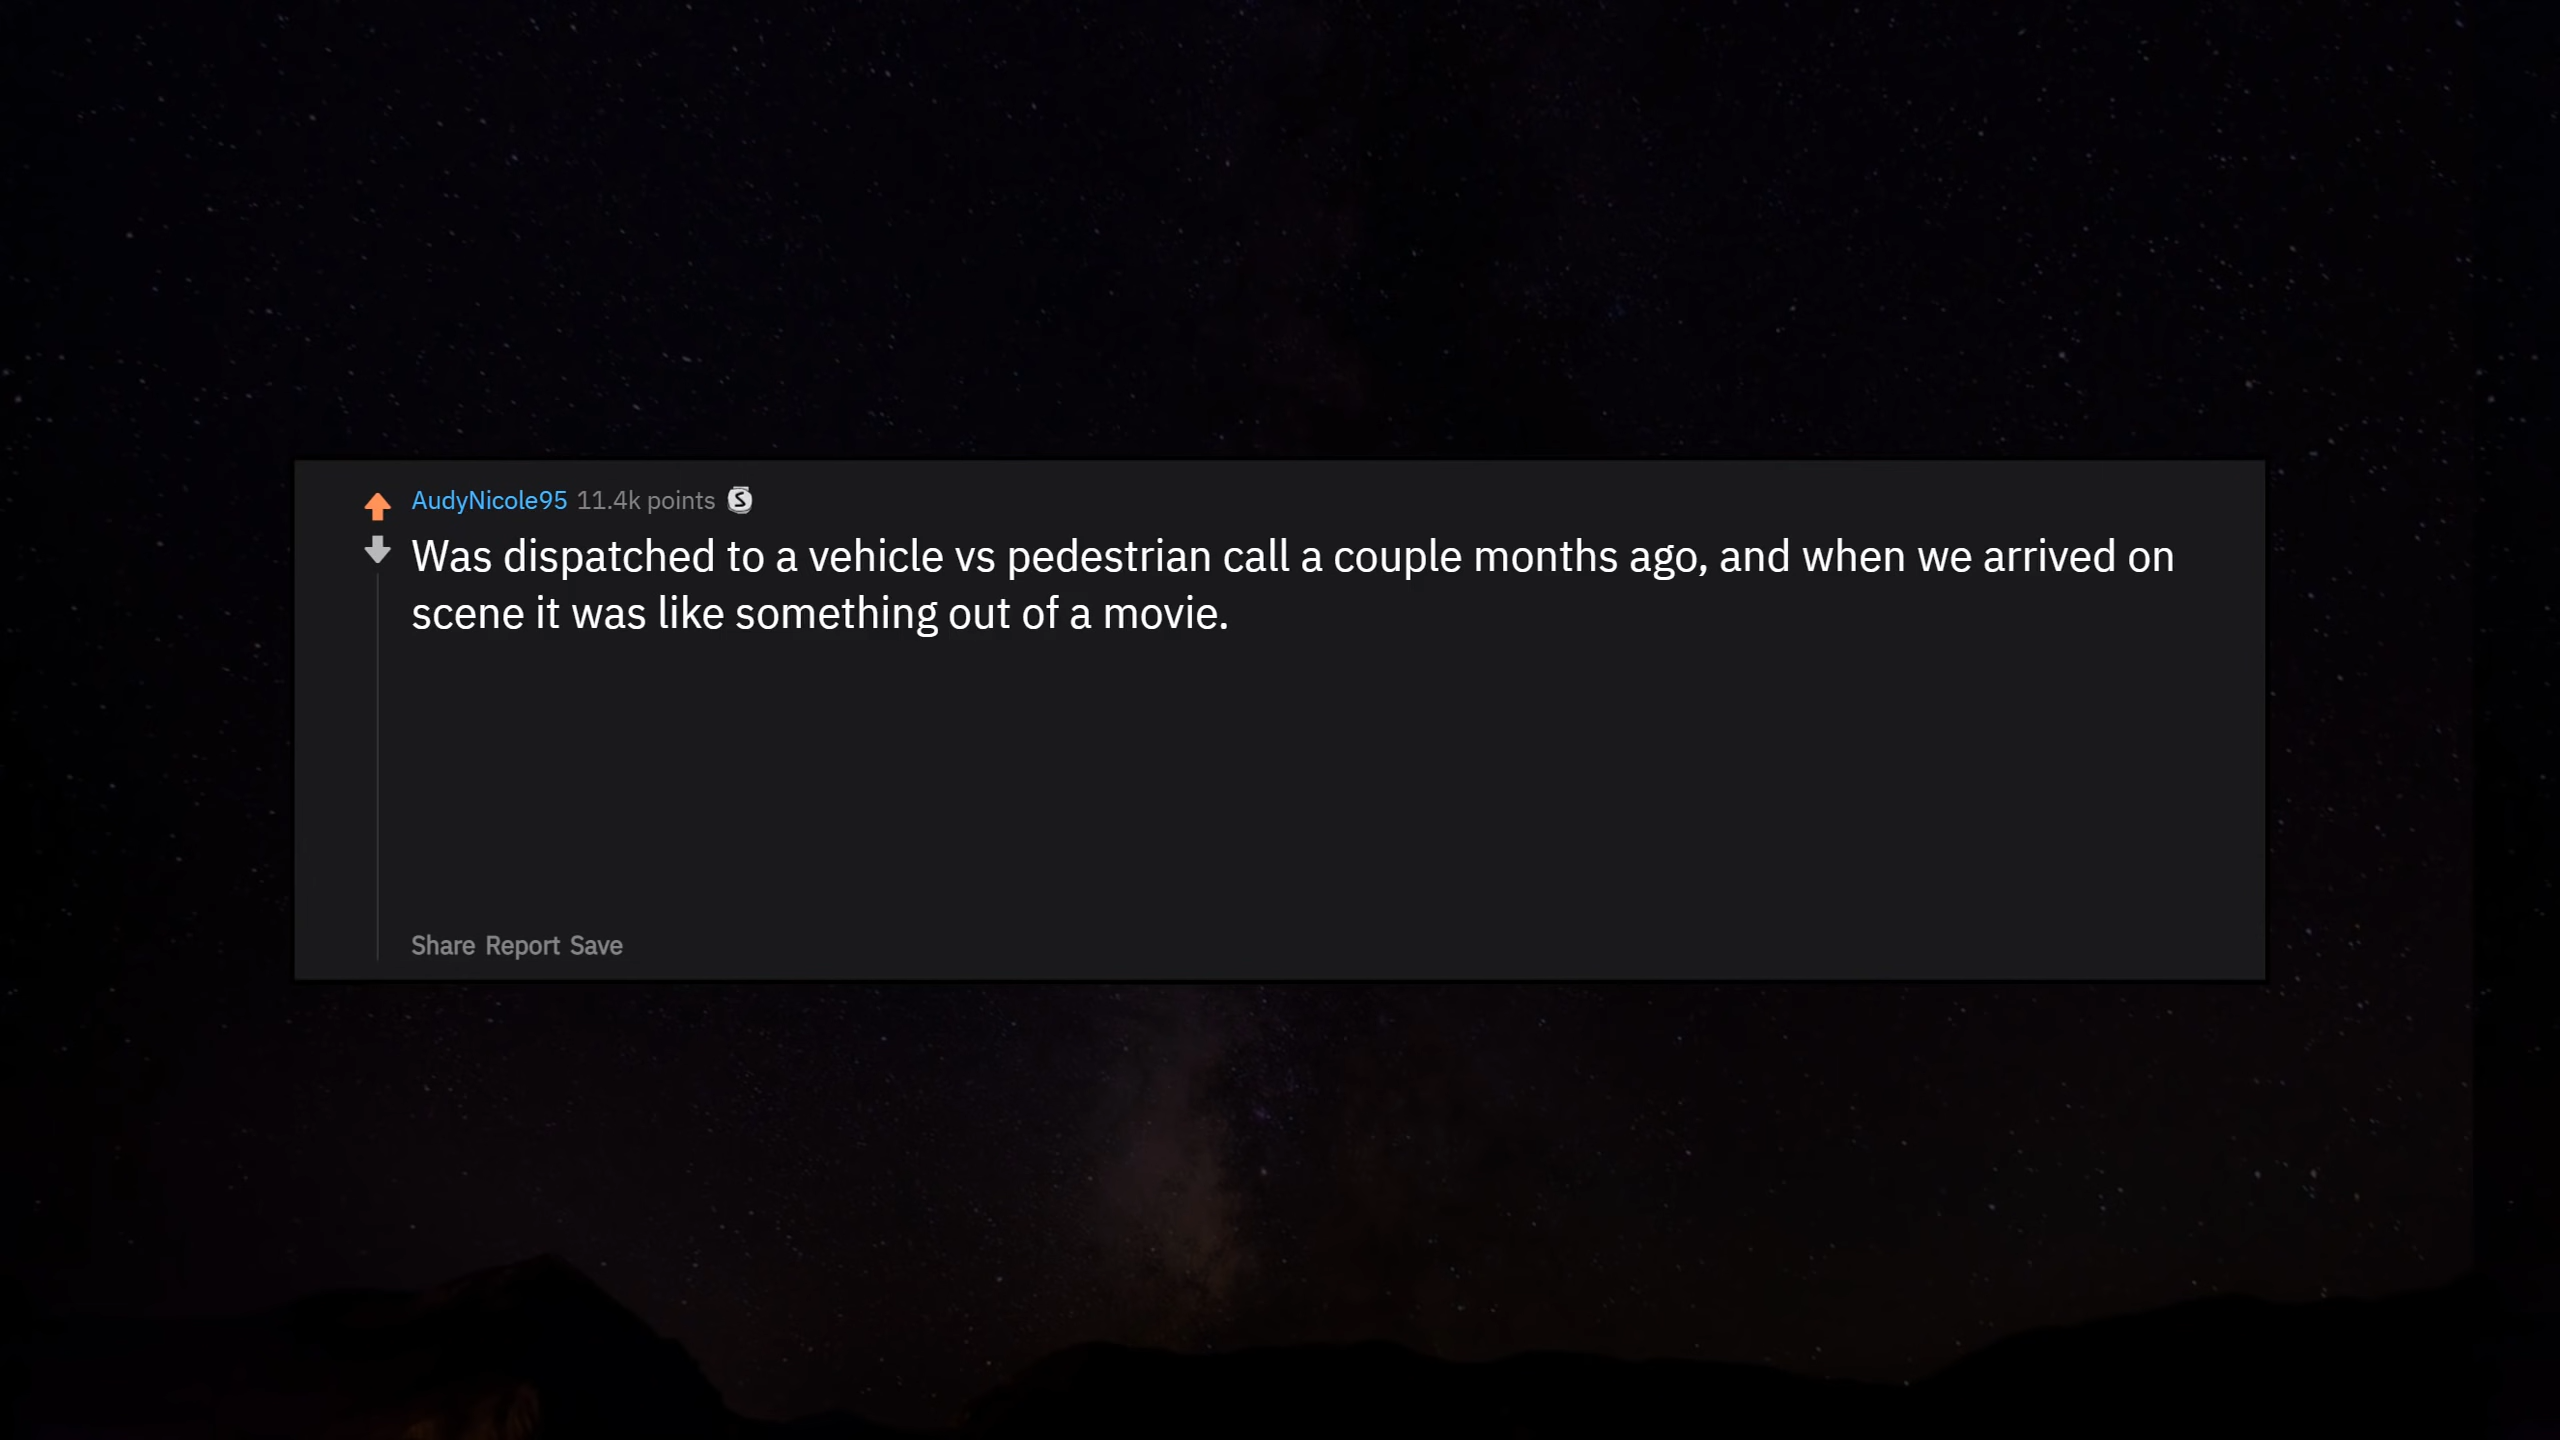 AudyNicole95 11.4k points S
Was dispatched to a vehicle vs pedestrian call a couple months ago, and when we arrived on
scene it was like something out of a movie.
Share Report Save